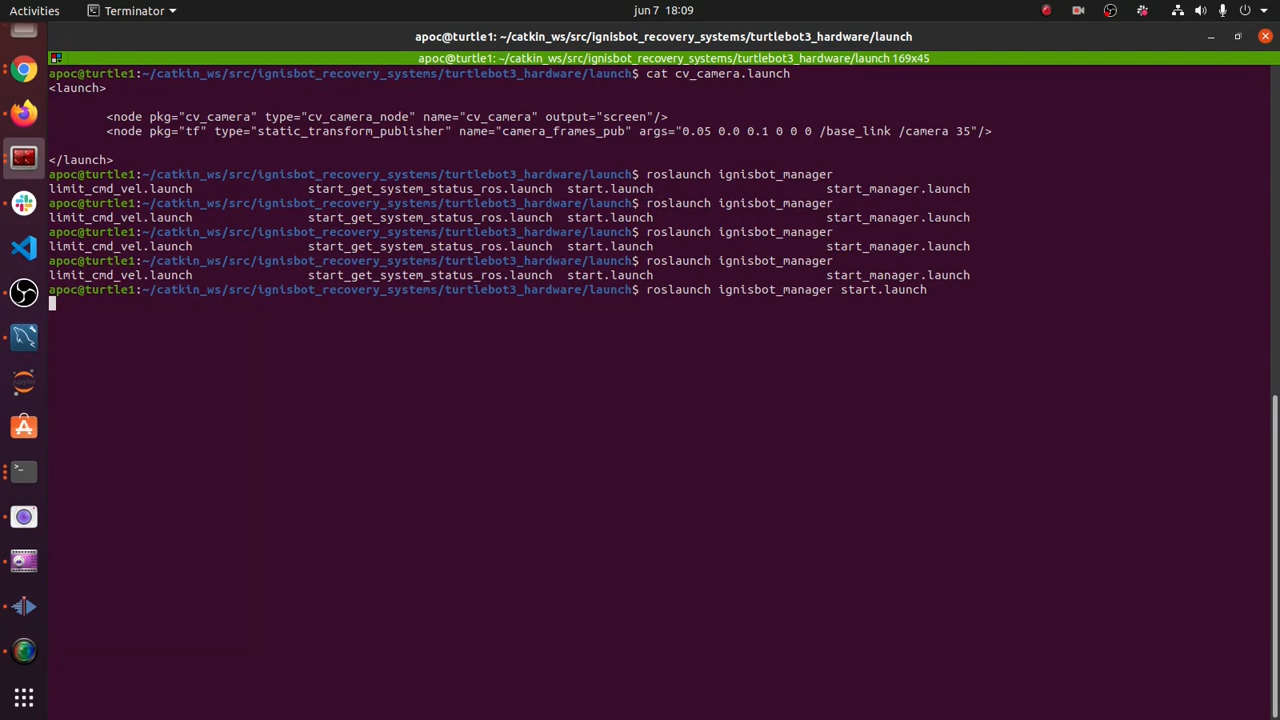 Activities Terminator jun 7 18:09
apoc@turtle1: ~/catkin_ws/src/ignisbot_recovery_systems/turtlebot3_hardware/launch
apoc@turtle1: ~/catkin_ws/src/ignisbot_recovery_systems/turtlebot3_hardware/launch 169x45
apoc@turtle1:~/catkin_ws/src/ignisbot_recovery_systems/turtlebot3_hardware/launch$ cat cv_camera.launch
<launch>
<node pkg="cv_camera" type="cv_camera_node" name="cv_camera" output="screen"/>
<node pkg="tf" type="static_transform_publisher" name="camera_frames_pub" args="0.05 0.0 0.1 0 0 0 /base_link /camera 35"/>
</launch>
apoc@turtle1:~/catkin_ws/src/ignisbot_recovery_systems/turtlebot3_hardware/launch$ roslaunch ignisbot_manager
limit_cmd_vel.launch start_get_system_status_ros.launch start.launch start_manager.launch
apoc@turtle1:~/catkin_ws/src/ignisbot_recovery_systems/turtlebot3_hardware/launch$ roslaunch ignisbot_manager
limit_cmd_vel.launch start_get_system_status_ros.launch start.launch start_manager.launch
apoc@turtle1:~/catkin_ws/src/ignisbot_recovery_systems/turtlebot3_hardware/launch$ roslaunch ignisbot_manager
limit_cmd_vel.launch start_get_system_status_ros.launch start.launch start_manager.launch
apoc@turtle1:~/catkin_ws/src/ignisbot_recovery_systems/turtlebot3_hardware/launch$ roslaunch ignisbot_manager
limit_cmd_vel.launch start_get_system_status_ros.launch start.launch start_manager.launch
apoc@turtle1:~/catkin_ws/src/ignisbot_recovery_systems/turtlebot3_hardware/launch$ roslaunch ignisbot_manager start.launch